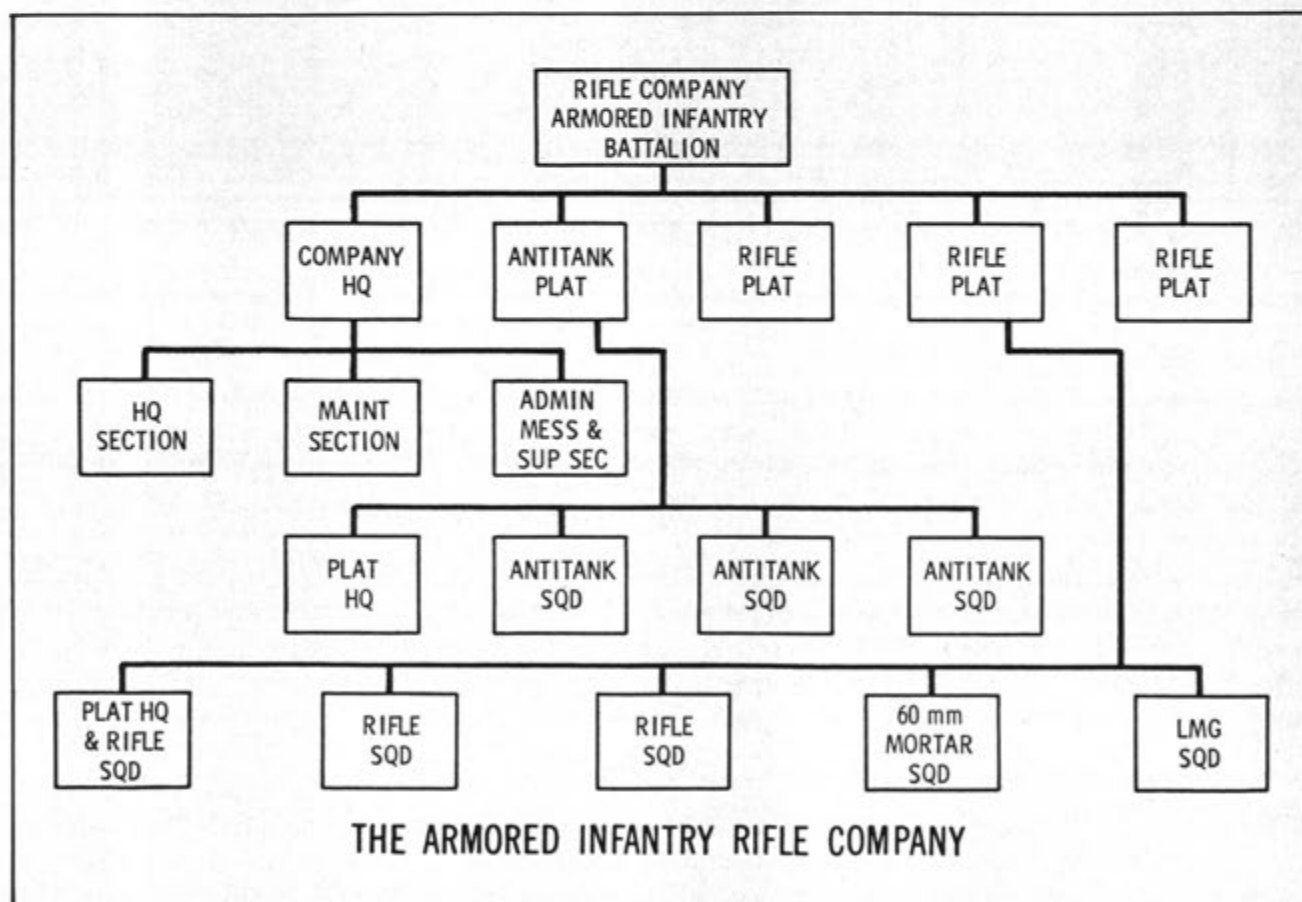 RIFLE COMPANY
ARMORED INFANTRY
BATTALION
COMPANY
HQ
ANTITANK
PLAT
RIFLE
PLAT
RIFLE
PLAT
RIFLE
PLAT
HQ
SECTION
MAINT
SECTION
ADMIN
MESS &
SUP SEC
PLAT
HQ
ANTITANK
SQD
ANTITANK
SQD
ANTITANK
SQD
PLAT HQ
& RIFLE
SQD
RIFLE
SQD
RIFLE
SQD
60 mm
MORTAR
SQD
LMG
SQD
THE ARMORED INFANTRY RIFLE COMPANY